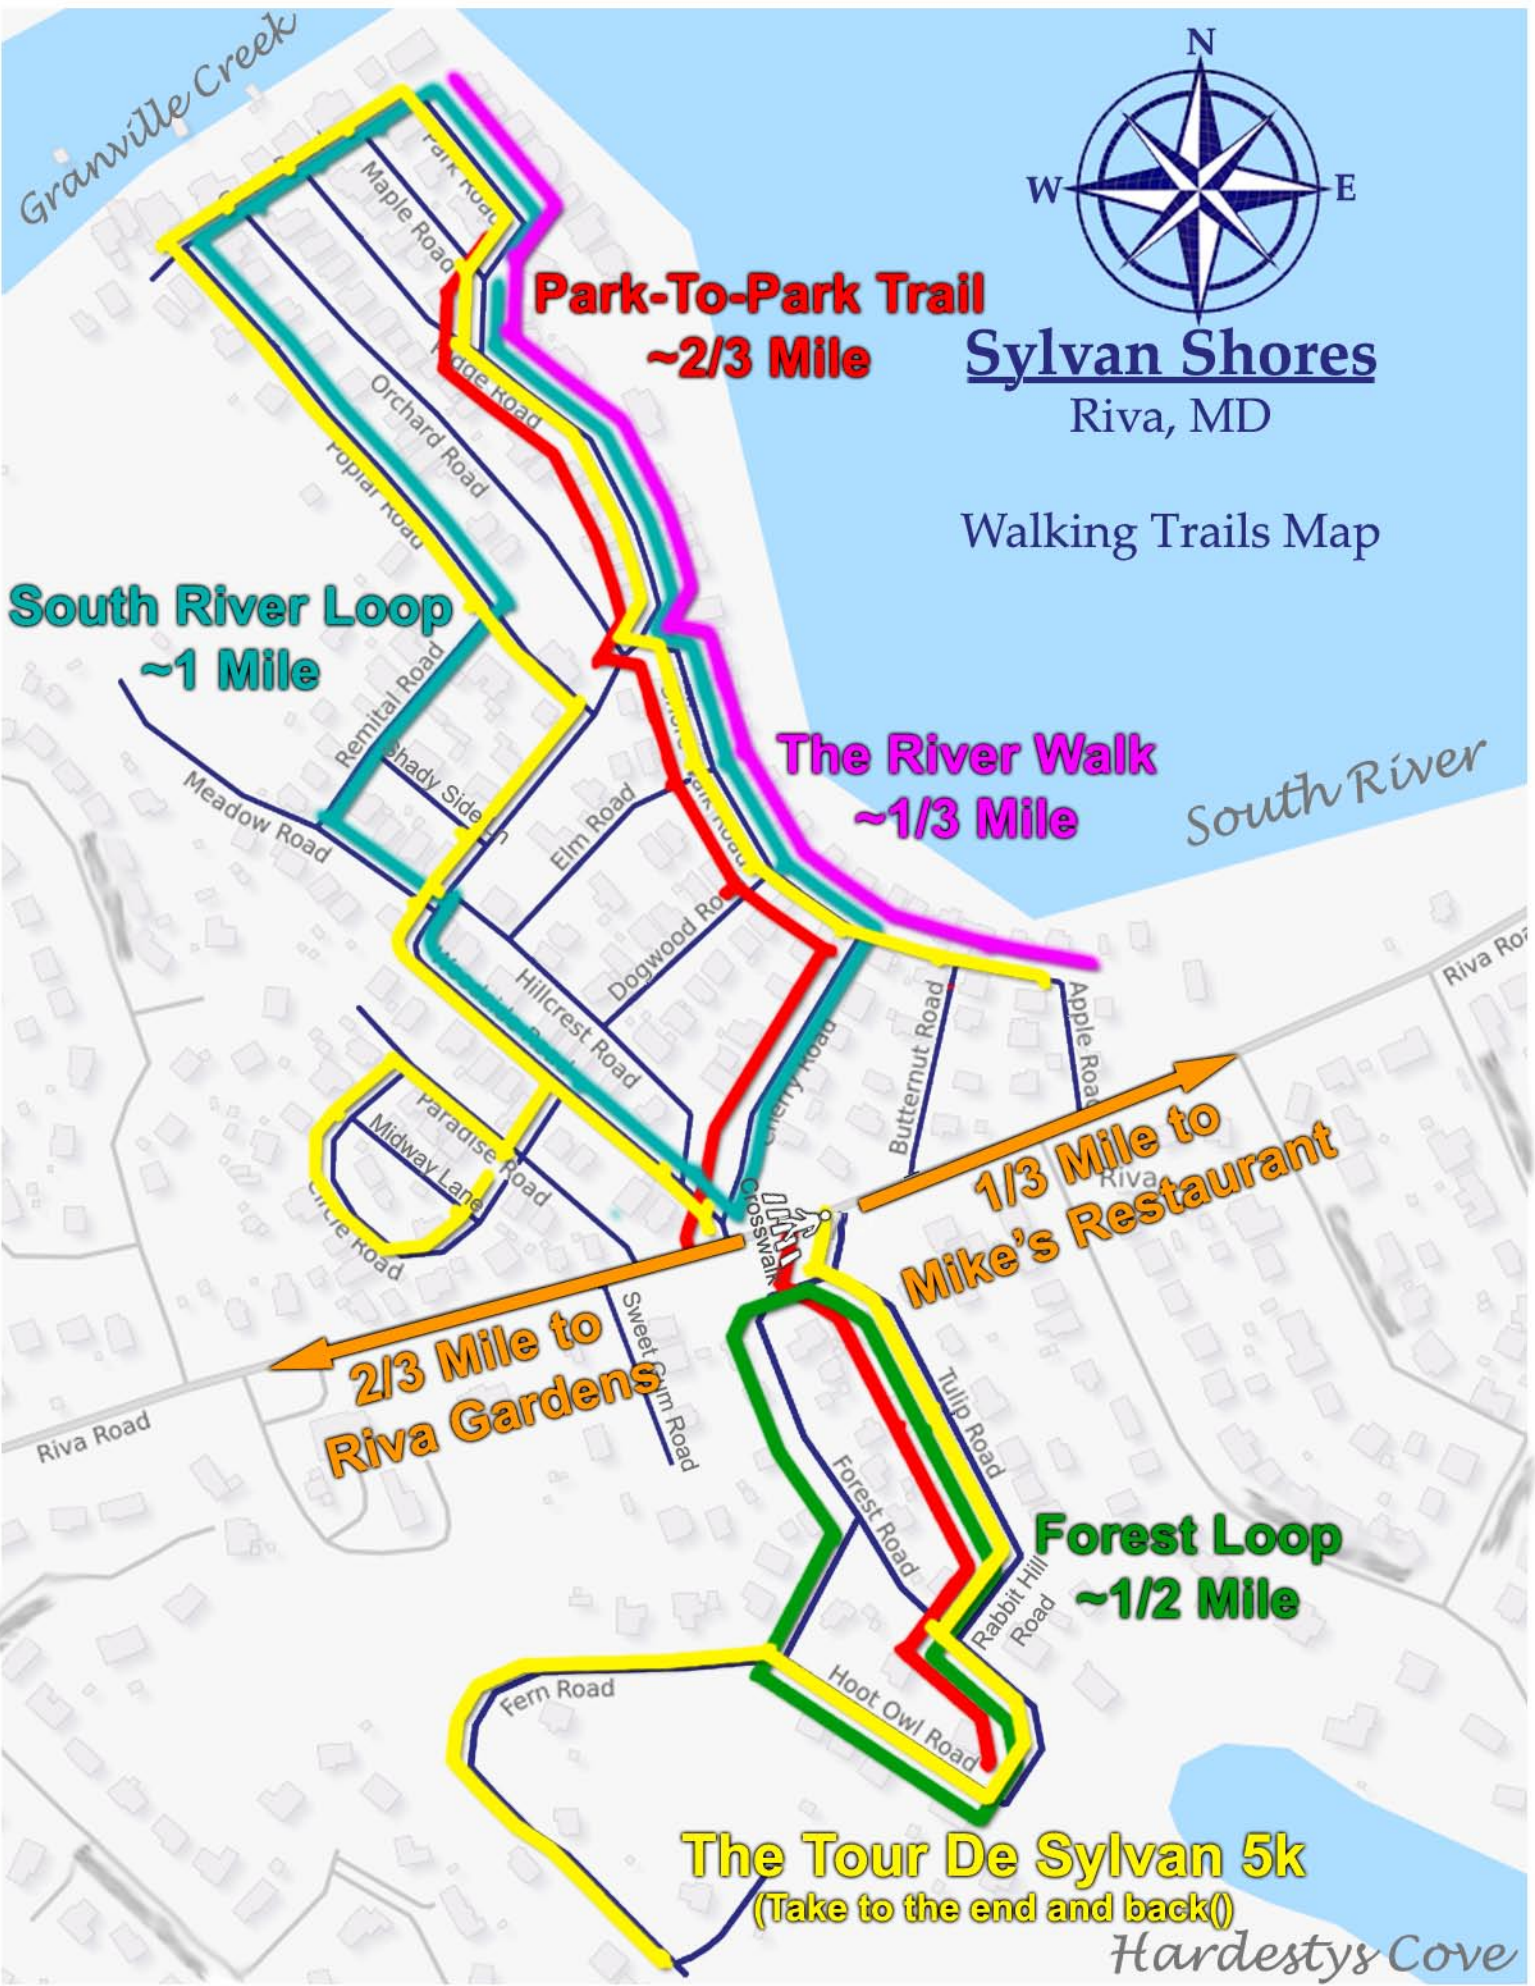 Granville Creek
N
W
E
Park Road
Maple Road
Park-To-Park Trail
~2/3 Mile
Sylvan Shores
Riva, MD
Walking Trails Map
Ridge Road
Orchard Road
Poplar Road
South River Loop
~1 Mile
Remital Road
Shady Side Ln
Meadow Road
Elm Road
The River Walk
~1/3 Mile
South River
Dogwood Ro
Hillcrest Road
Riva Roa
Butternut Road
Apple Road
Cherry Road
Paradise Road
Midway Lane
Circle Road
Crosswalk
1/3 Mile to
Mike's Restaurant
Riva
2/3 Mile to
Riva Gardens
Sweet Gum Road
Riva Road
Tulip Road
Forest Road
Forest Loop
~1/2 Mile
Rabbit Hill
Road
Hoot Owl Road
Fern Road
The Tour De Sylvan 5k
(Take to the end and back()
Hardestys Cove